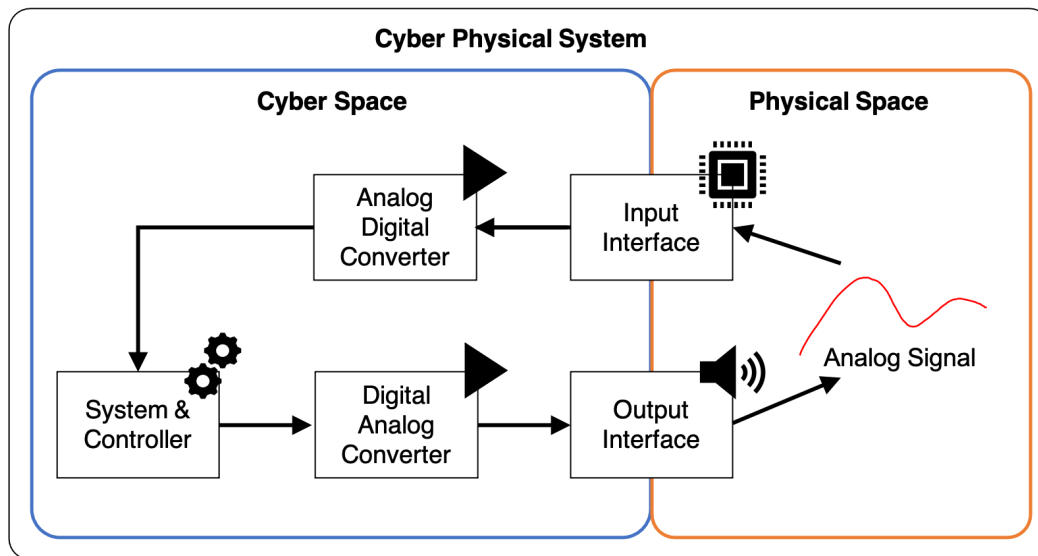 Cyber Physical System
Cyber Space
Physical Space
Analog
Digital
Converter
Input
Interface
Analog Signal
System &
Controller
Digital
Analog
Converter
Output
Interface